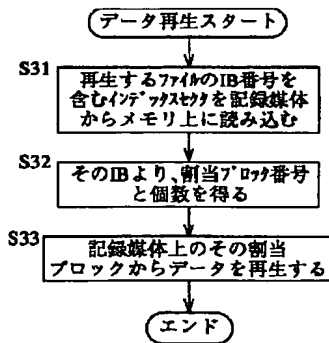 データ再生スタート
S31
再生するファイルのIB番号を
含むインデックスセクタを記録媒体
からメモリ上に読み込む
S32
そのIBより、割当ブロック番号
と個数を得る
S33
記録媒体上のその割当
ブロックからデータを再生する
エンド